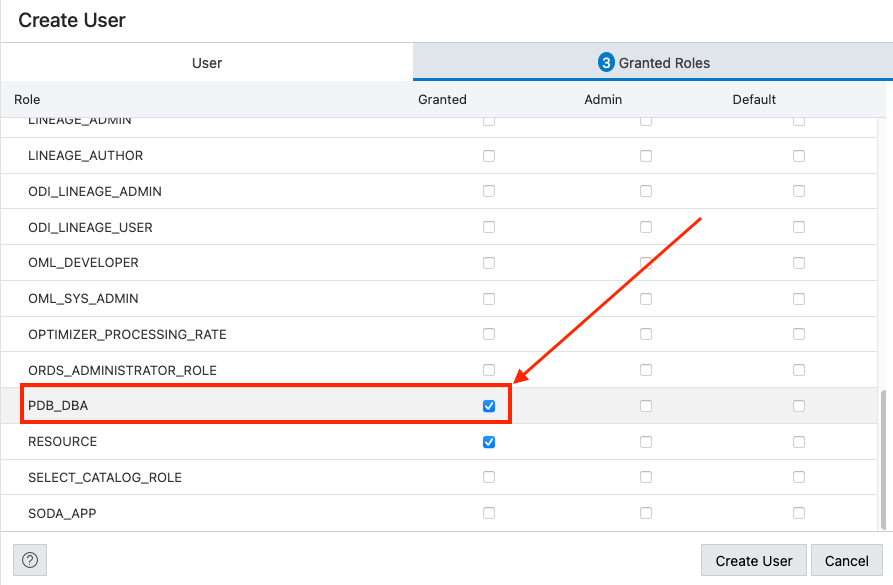 Create User
User
3 Granted Roles
Role Granted Admin Default
LINEAGE_ADMIN
LINEAGE_AUTHOR
ODI_LINEAGE_ADMIN
ODI_LINEAGE_USER
OML_DEVELOPER
OML_SYS_ADMIN
OPTIMIZER_PROCESSING_RATE
ORDS_ADMINISTRATOR_ROLE
PDB_DBA
RESOURCE
SELECT_CATALOG_ROLE
SODA_APP
? Create User Cancel